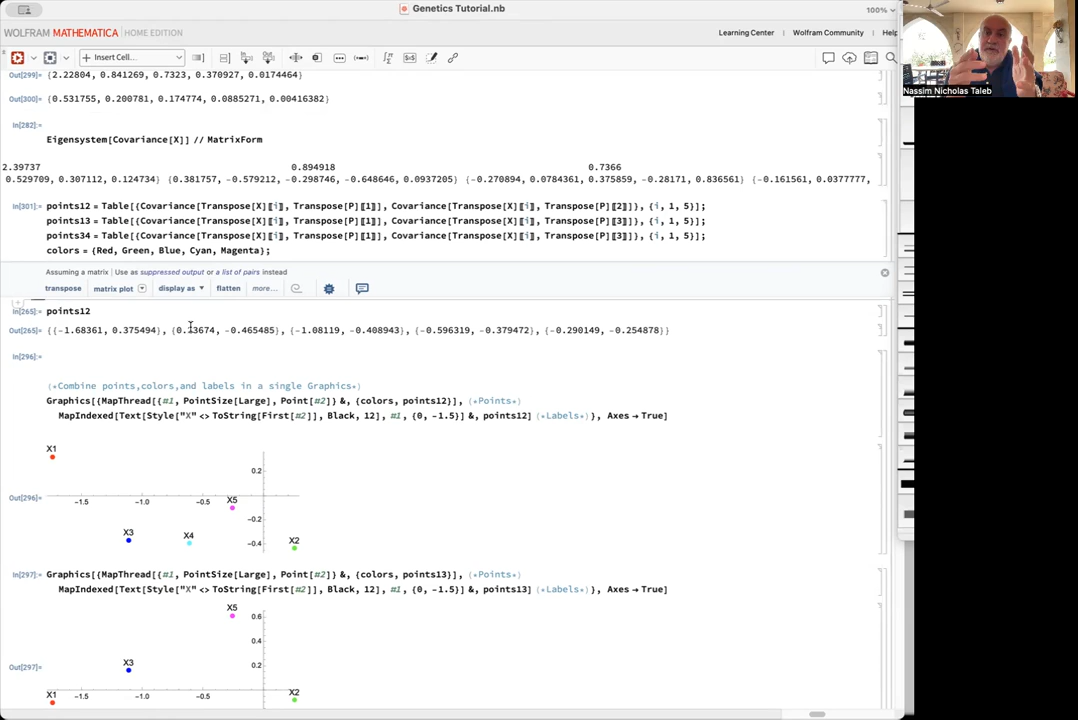 Genetics Tutorial.nb
100%
WOLFRAM MATHEMATICA HOME EDITION
Learning Center Wolfram Community Help
Insert Cell...
Out[299]= {2.22804, 0.841269, 0.7323, 0.370927, 0.0174464}
Out[300]= {0.531755, 0.200781, 0.174774, 0.0885271, 0.00416382}
In[282]:=
Eigensystem[Covariance[X]] // MatrixForm
2.39737 0.894918 0.7366
0.529709, 0.307112, 0.124734} {0.381757, -0.579212, -0.298746, -0.648646, 0.0937205} {-0.270894, 0.0784361, 0.375859, -0.28171, 0.836561} {-0.161561, 0.0377777,
In[301]:= points12 = Table[{Covariance[Transpose[X]⟦i⟧, Transpose[P]⟦1⟧], Covariance[Transpose[X]⟦i⟧, Transpose[P]⟦2⟧]}, {i, 1, 5}];
points13 = Table[{Covariance[Transpose[X]⟦i⟧, Transpose[P]⟦1⟧], Covariance[Transpose[X]⟦i⟧, Transpose[P]⟦3⟧]}, {i, 1, 5}];
points34 = Table[{Covariance[Transpose[X]⟦i⟧, Transpose[P]⟦1⟧], Covariance[Transpose[X]⟦i⟧, Transpose[P]⟦3⟧]}, {i, 1, 5}];
colors = {Red, Green, Blue, Cyan, Magenta};
Assuming a matrix | Use as suppressed output or a list of pairs instead
transpose matrix plot display as flatten more...
In[265]:= points12
Out[265]= {{-1.68361, 0.375494}, {0.13674, -0.465485}, {-1.08119, -0.408943}, {-0.596319, -0.379472}, {-0.290149, -0.254878}}
In[296]:=
(*Combine points,colors,and labels in a single Graphics*)
Graphics[{MapThread[{#1, PointSize[Large], Point[#2]} &, {colors, points12}], (*Points*)
MapIndexed[Text[Style["X" <> ToString[First[#2]], Black, 12], #1, {0, -1.5}] &, points12] (*Labels*)}, Axes → True]
X1
0.2
Out[296]=
-1.5 -1.0 -0.5
X5
-0.2
X3 X4 X2
-0.4
In[297]:= Graphics[{MapThread[{#1, PointSize[Large], Point[#2]} &, {colors, points13}], (*Points*)
MapIndexed[Text[Style["X" <> ToString[First[#2]], Black, 12], #1, {0, -1.5}] &, points13] (*Labels*)}, Axes → True]
X5
0.6
0.4
X3
0.2
Out[297]=
X1 X2
-1.5 -1.0 -0.5
Nassim Nicholas Taleb